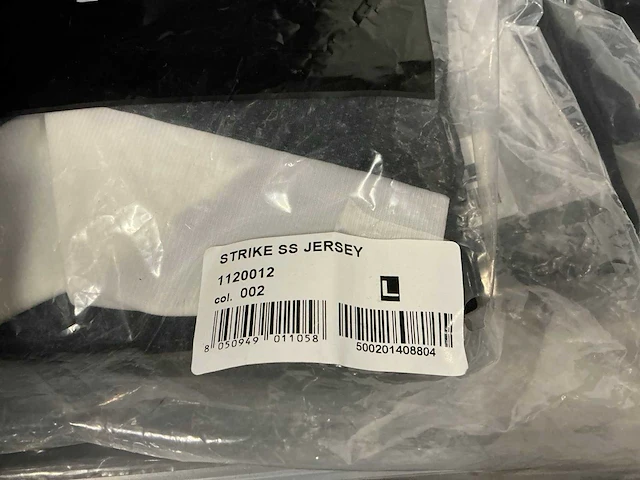 STRIKE SS JERSEY
1120012
col. 002
L
8 050949 011058
500201408804